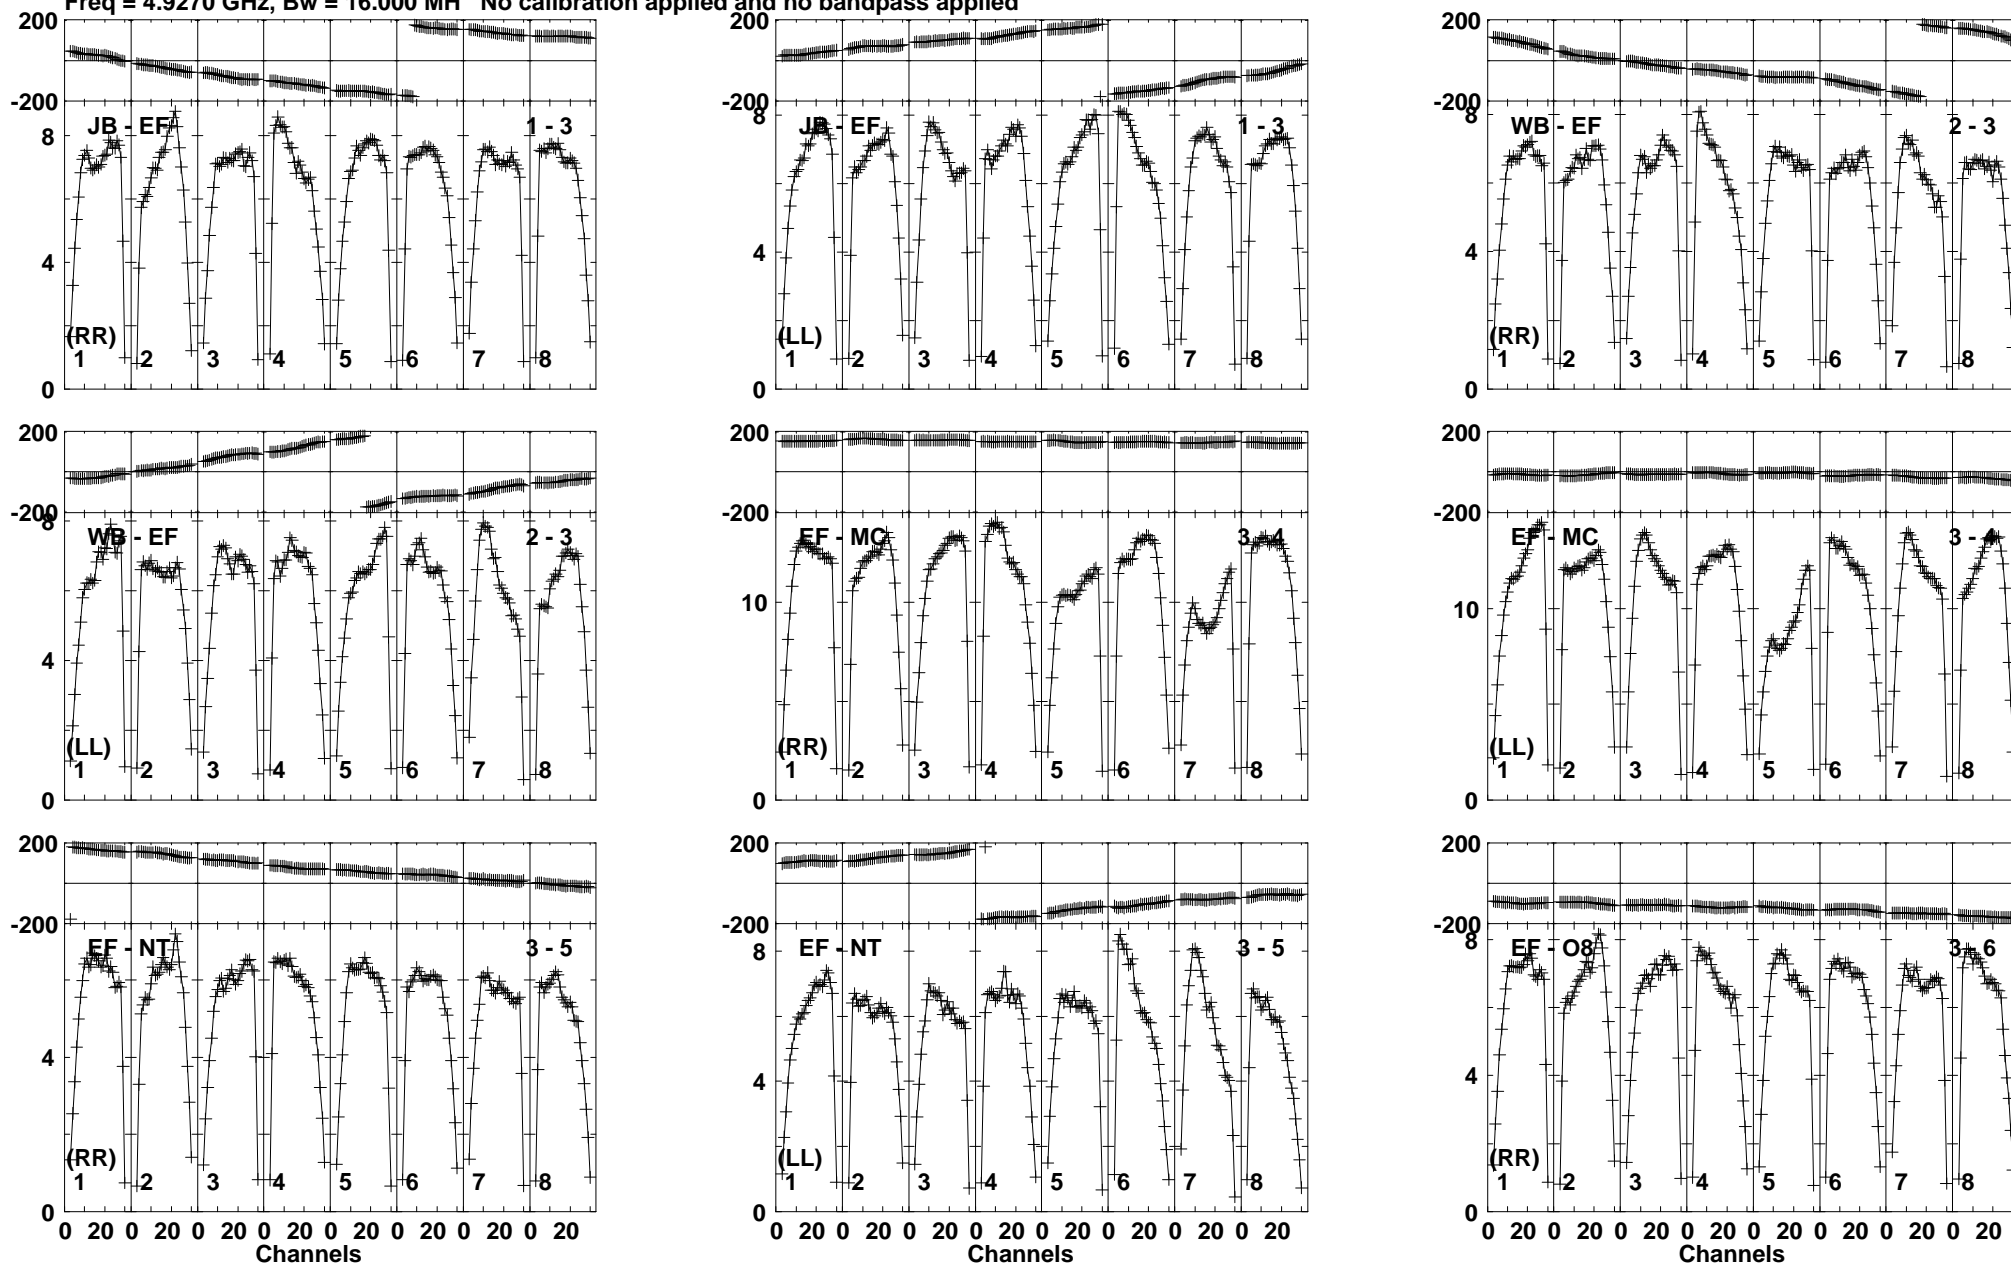 Freq = 4.9270 GHz, Bw = 16.000 MH No calibration applied and no bandpass applied
200 200 200
-200 -200 -200
JB - EF 1 - 3 JB - EF 1 - 3 WB - EF 2 - 3
8 8 8
4 4 4
(RR) (LL) (RR)
1 2 3 4 5 6 7 8 1 2 3 4 5 6 7 8 1 2 3 4 5 6 7 8
0 0 0
200 200 200
-200 -200 -200
WB - EF 2 - 3 EF - MC 3 - 4 EF - MC 3 - 4
8
4 10 10
(LL) (RR) (LL)
1 2 3 4 5 6 7 8 1 2 3 4 5 6 7 8 1 2 3 4 5 6 7 8
0 0 0
200 200 200
-200 -200 -200
EF - NT 3 - 5 EF - NT 3 - 5 EF - O8 3 - 6
8 8
4 4 4
(RR) (LL) (RR)
1 2 3 4 5 6 7 8 1 2 3 4 5 6 7 8 1 2 3 4 5 6 7 8
0 0 0
0 20 0 20 0 20 0 20 0 20 0 20 0 20 0 20 0 20 0 20 0 20 0 20 0 20 0 20 0 20 0 20 0 20 0 20 0 20 0 20 0 20 0 20 0 20 0 20
Channels Channels Channels